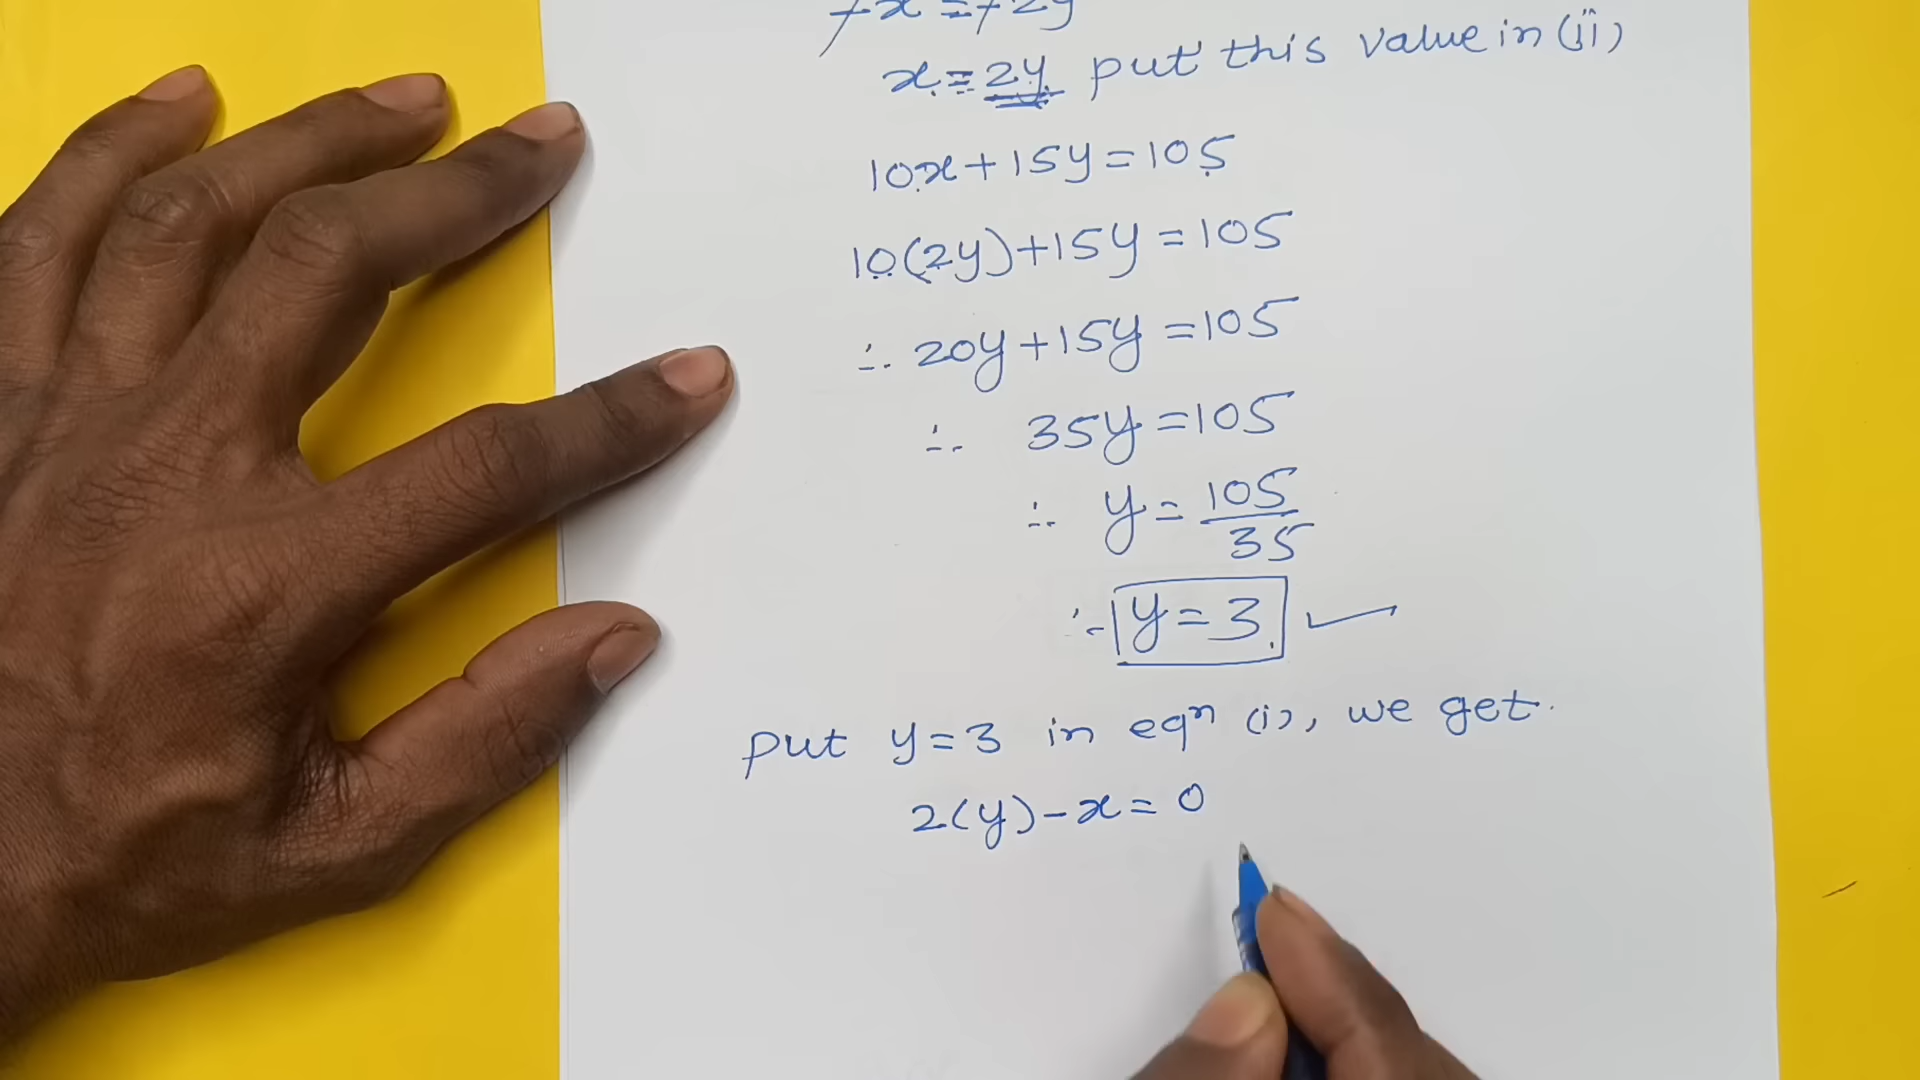 -x=-2y
x=2y put this value in (ii)
10x+15y=105
10(2y)+15y=105
∴ 20y+15y=105
∴ 35y=105
∴ y=105/35
∴ y=3 ✓
put y=3 in eqⁿ (i), we get.
2(y)-x=0